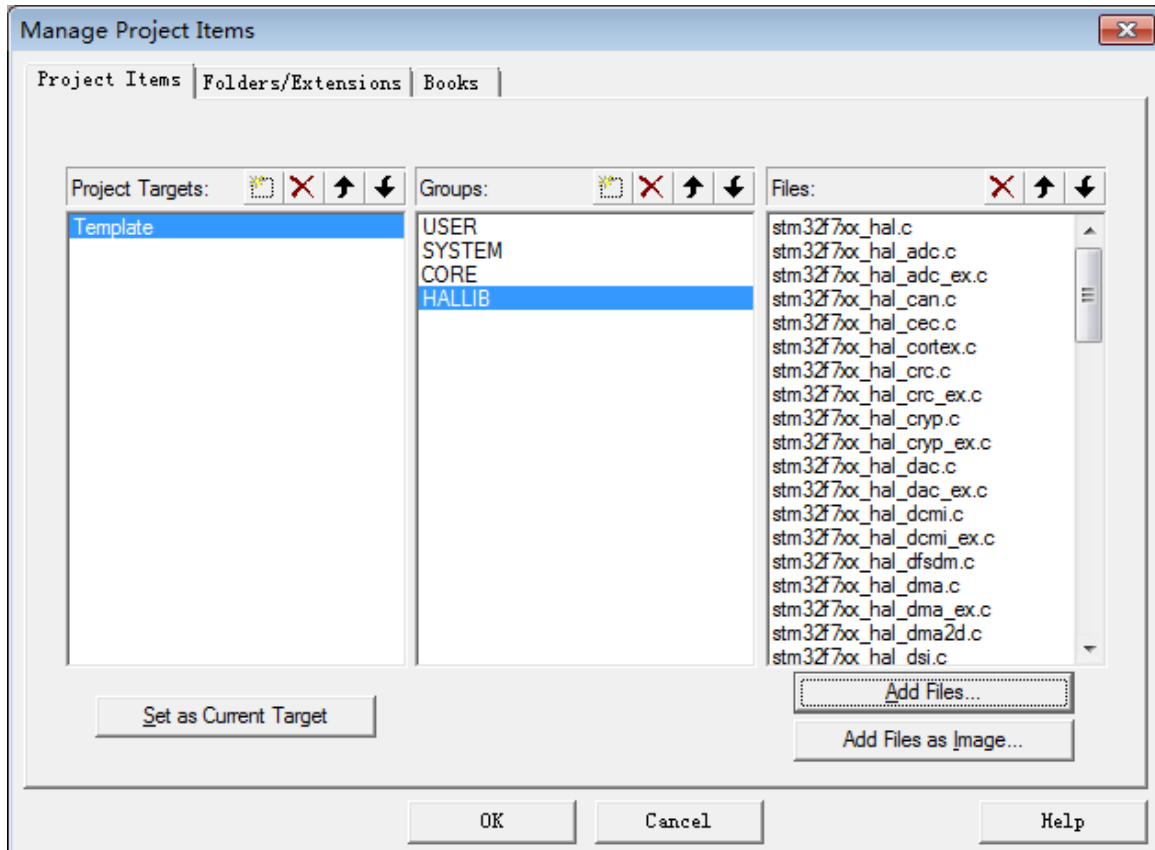 Manage Project Items
Project Items Folders/Extensions Books
Project Targets: Groups: Files:
Template
USER
SYSTEM
CORE
HALLIB
stm32f7xx_hal.c
stm32f7xx_hal_adc.c
stm32f7xx_hal_adc_ex.c
stm32f7xx_hal_can.c
stm32f7xx_hal_cec.c
stm32f7xx_hal_cortex.c
stm32f7xx_hal_crc.c
stm32f7xx_hal_crc_ex.c
stm32f7xx_hal_cryp.c
stm32f7xx_hal_cryp_ex.c
stm32f7xx_hal_dac.c
stm32f7xx_hal_dac_ex.c
stm32f7xx_hal_dcmi.c
stm32f7xx_hal_dcmi_ex.c
stm32f7xx_hal_dfsdm.c
stm32f7xx_hal_dma.c
stm32f7xx_hal_dma_ex.c
stm32f7xx_hal_dma2d.c
stm32f7xx_hal_dsi.c
Set as Current Target
Add Files...
Add Files as Image...
OK Cancel Help